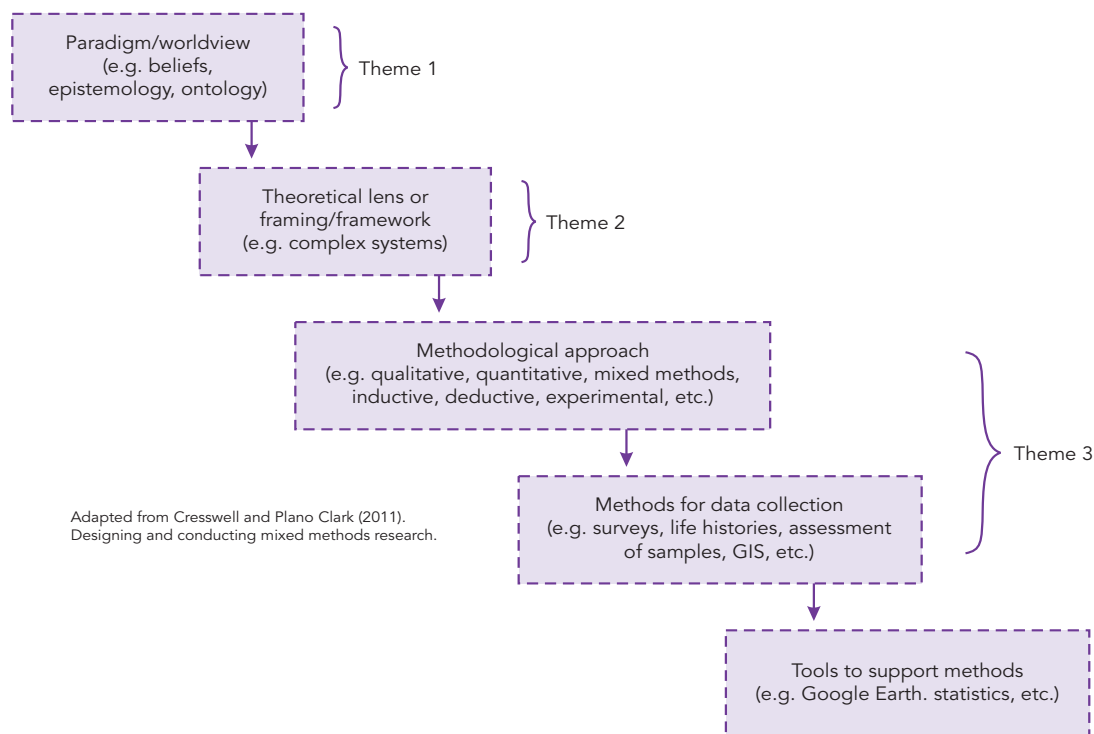 Paradigm/worldview
(e.g. beliefs,
epistemology, ontology)
Theme 1
Theoretical lens or
framing/framework
(e.g. complex systems)
Theme 2
Methodological approach
(e.g. qualitative, quantitative, mixed methods,
inductive, deductive, experimental, etc.)
Theme 3
Methods for data collection
(e.g. surveys, life histories, assessment
of samples, GIS, etc.)
Adapted from Cresswell and Plano Clark (2011).
Designing and conducting mixed methods research.
Tools to support methods
(e.g. Google Earth. statistics, etc.)